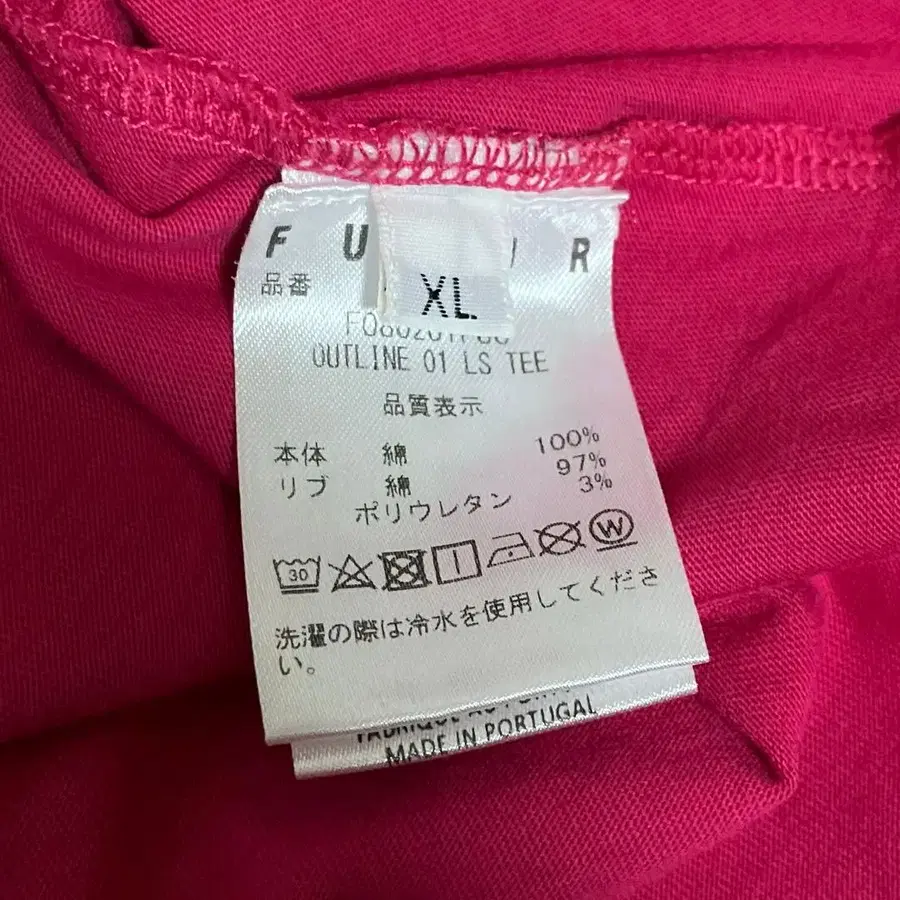 F U R
XL
品番
OUTLINE 01 LS TEE
品質表示
本体 綿 100%
リブ 綿 97%
ポリウレタン 3%
30
W
洗濯の際は冷水を使用してくださ
い。
MADE IN PORTUGAL